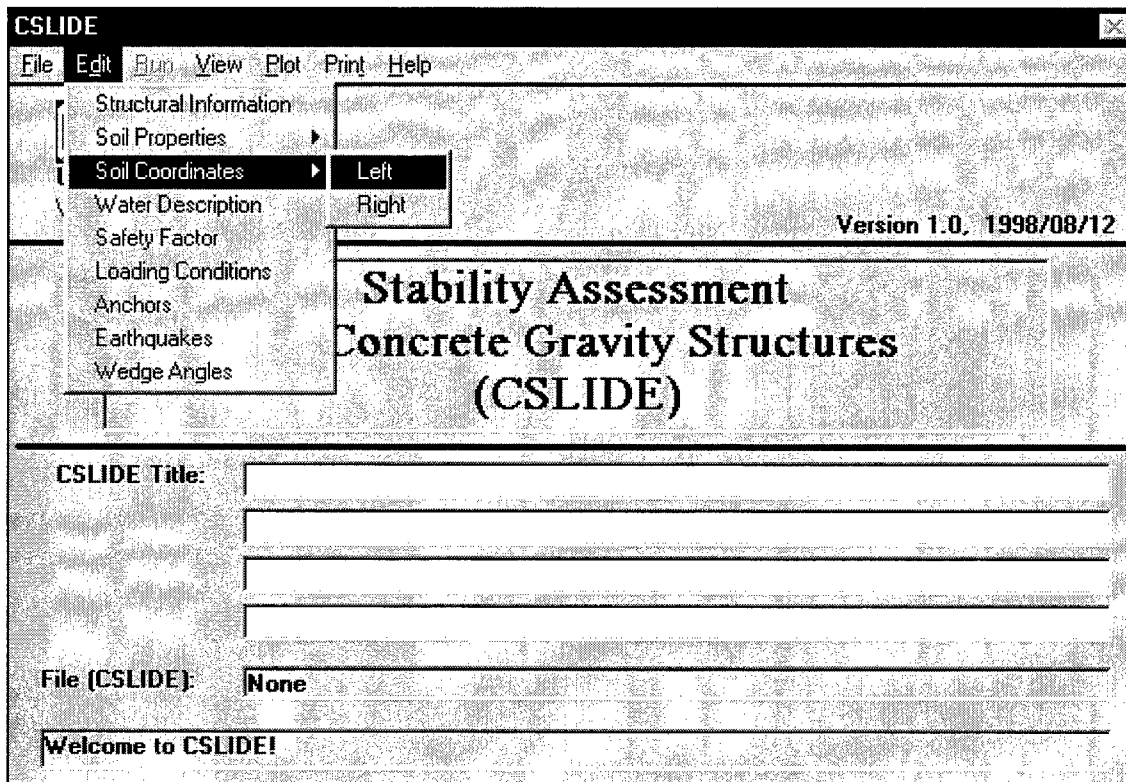 CSLIDE
File Edit Run View Plot Print Help
Structural Information
Soil Properties
Soil Coordinates
Left
Water Description
Right
Safety Factor
Version 1.0, 1998/08/12
Loading Conditions
Anchors
Earthquakes
Wedge Angles
Stability Assessment
Concrete Gravity Structures
(CSLIDE)
CSLIDE Title:
File (CSLIDE): None
Welcome to CSLIDE!